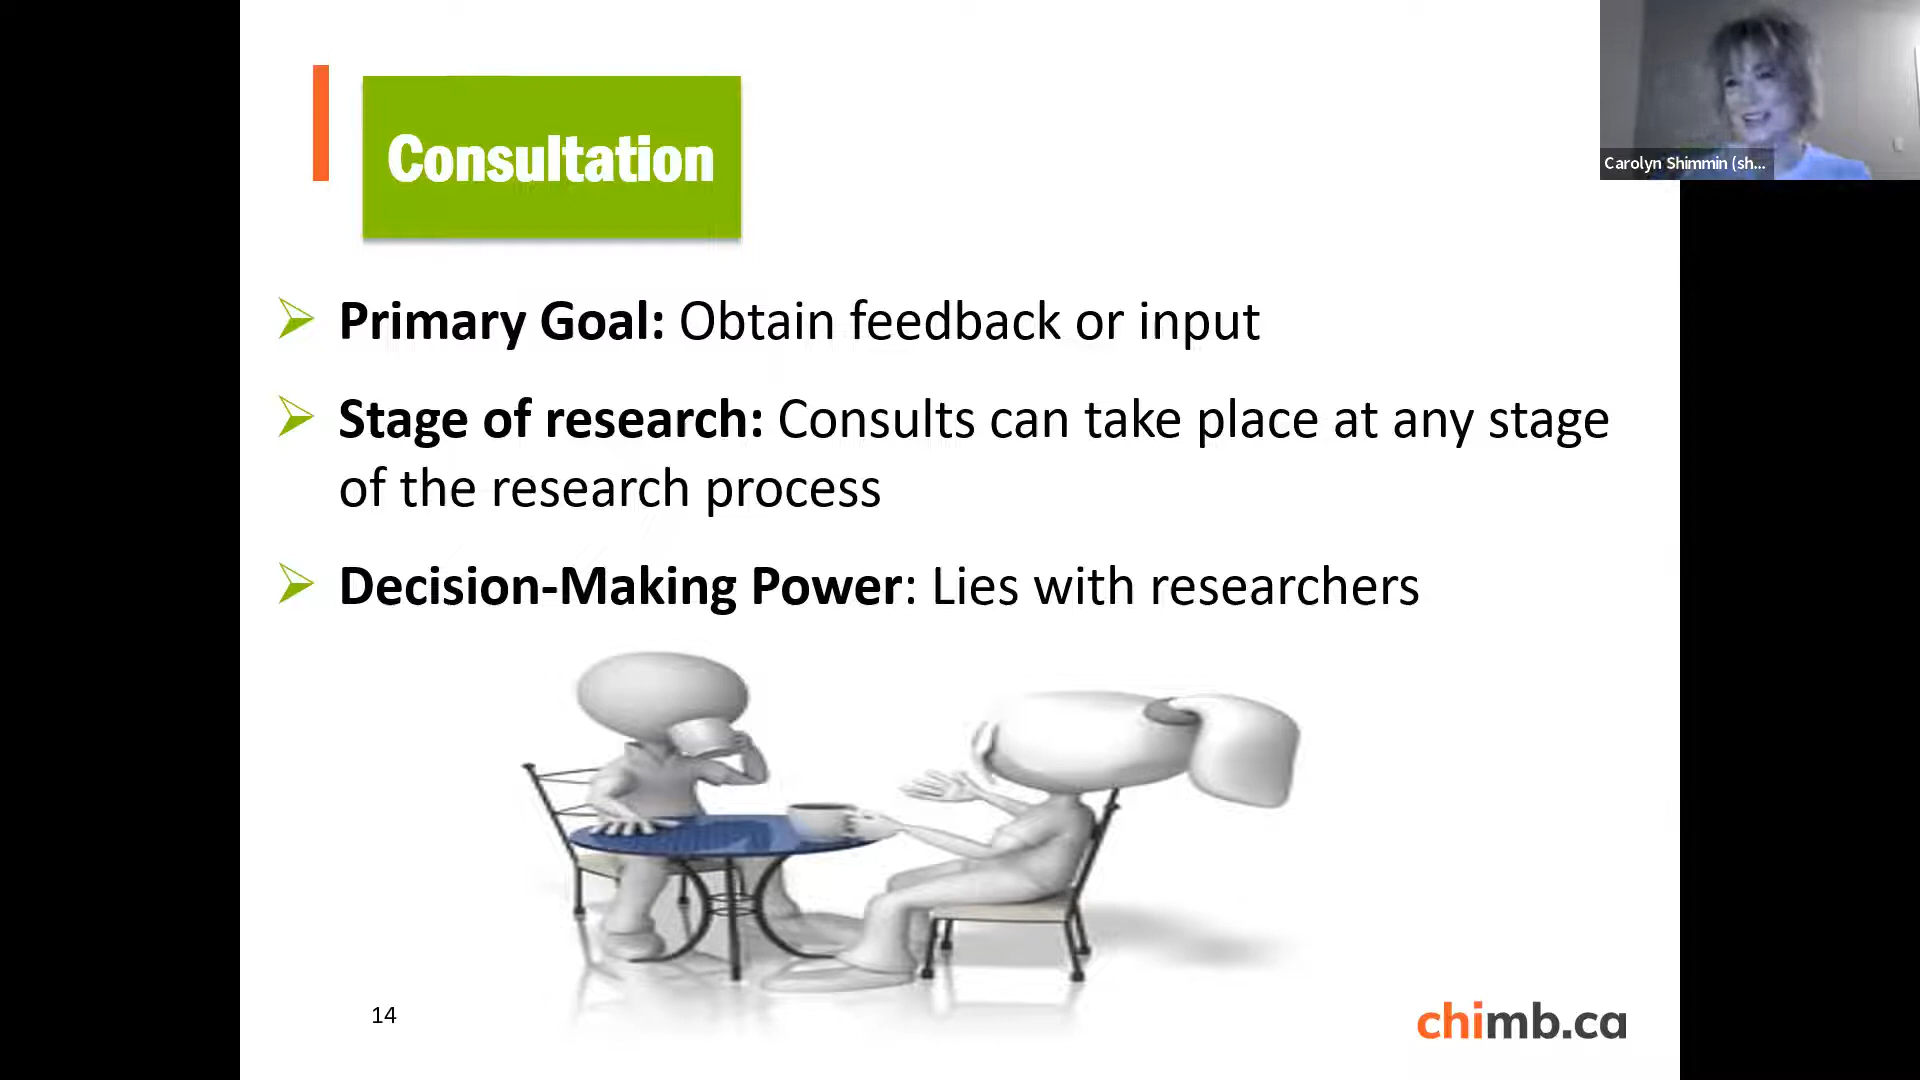 Consultation
Carolyn Shimmin (sh...
Primary Goal: Obtain feedback or input
Stage of research: Consults can take place at any stage
of the research process
Decision-Making Power: Lies with researchers
14
chimb.ca